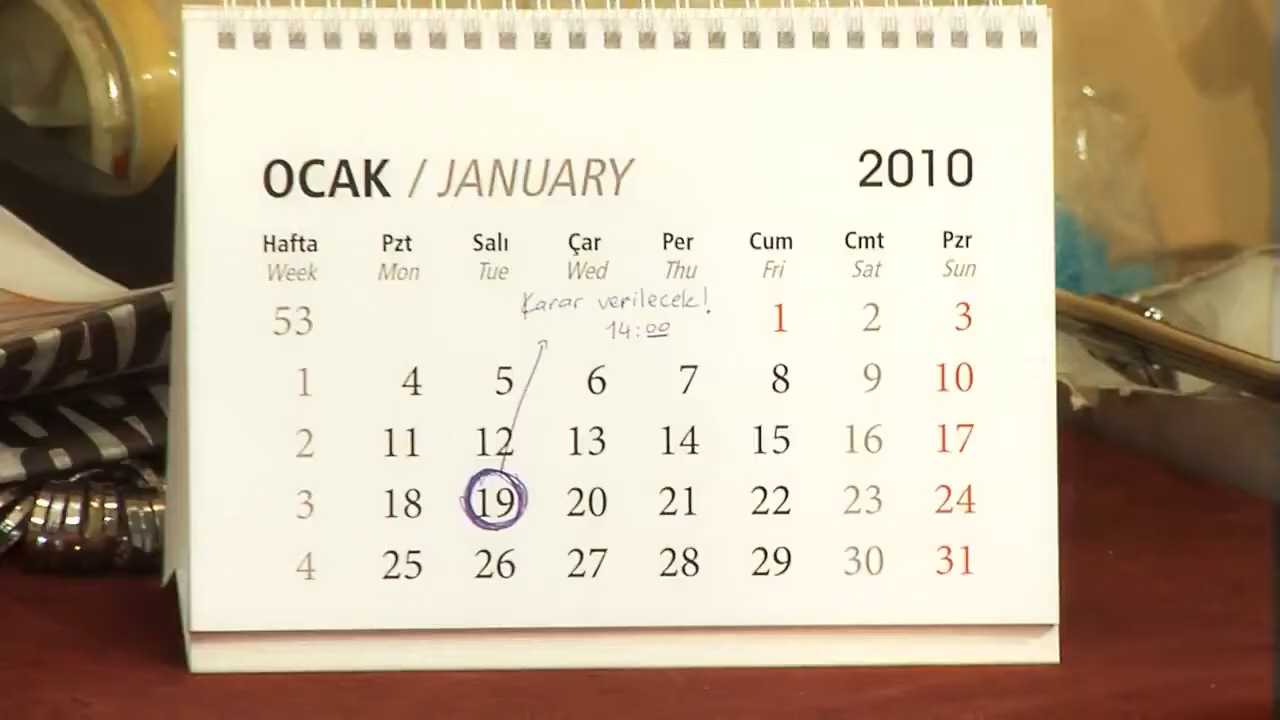 OCAK / JANUARY 2010
Hafta Pzt Salı Çar Per Cum Cmt Pzr
Week Mon Tue Wed Thu Fri Sat Sun
Karar verilecek!
14:00
53 1 2 3
1 4 5 6 7 8 9 10
2 11 12 13 14 15 16 17
3 18 19 20 21 22 23 24
4 25 26 27 28 29 30 31